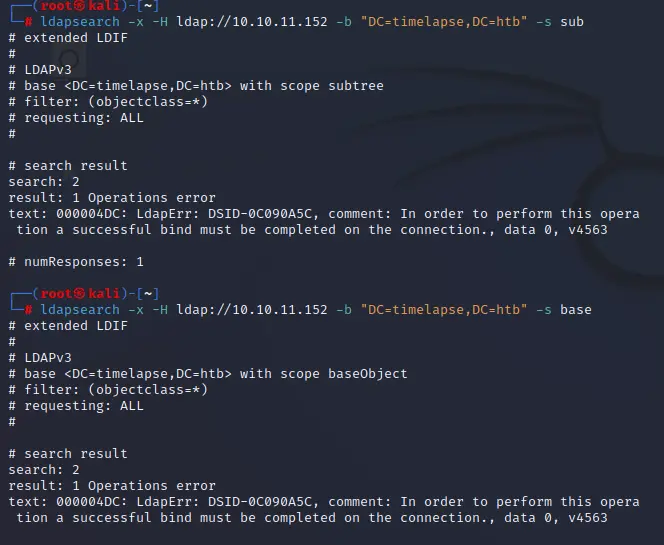 ┌──(root㉿kali)-[~]
└─# ldapsearch -x -H ldap://10.10.11.152 -b "DC=timelapse,DC=htb" -s sub
# extended LDIF
#
# LDAPv3
# base <DC=timelapse,DC=htb> with scope subtree
# filter: (objectclass=*)
# requesting: ALL
#
# search result
search: 2
result: 1 Operations error
text: 000004DC: LdapErr: DSID-0C090A5C, comment: In order to perform this opera
 tion a successful bind must be completed on the connection., data 0, v4563
# numResponses: 1
┌──(root㉿kali)-[~]
└─# ldapsearch -x -H ldap://10.10.11.152 -b "DC=timelapse,DC=htb" -s base
# extended LDIF
#
# LDAPv3
# base <DC=timelapse,DC=htb> with scope baseObject
# filter: (objectclass=*)
# requesting: ALL
#
# search result
search: 2
result: 1 Operations error
text: 000004DC: LdapErr: DSID-0C090A5C, comment: In order to perform this opera
 tion a successful bind must be completed on the connection., data 0, v4563